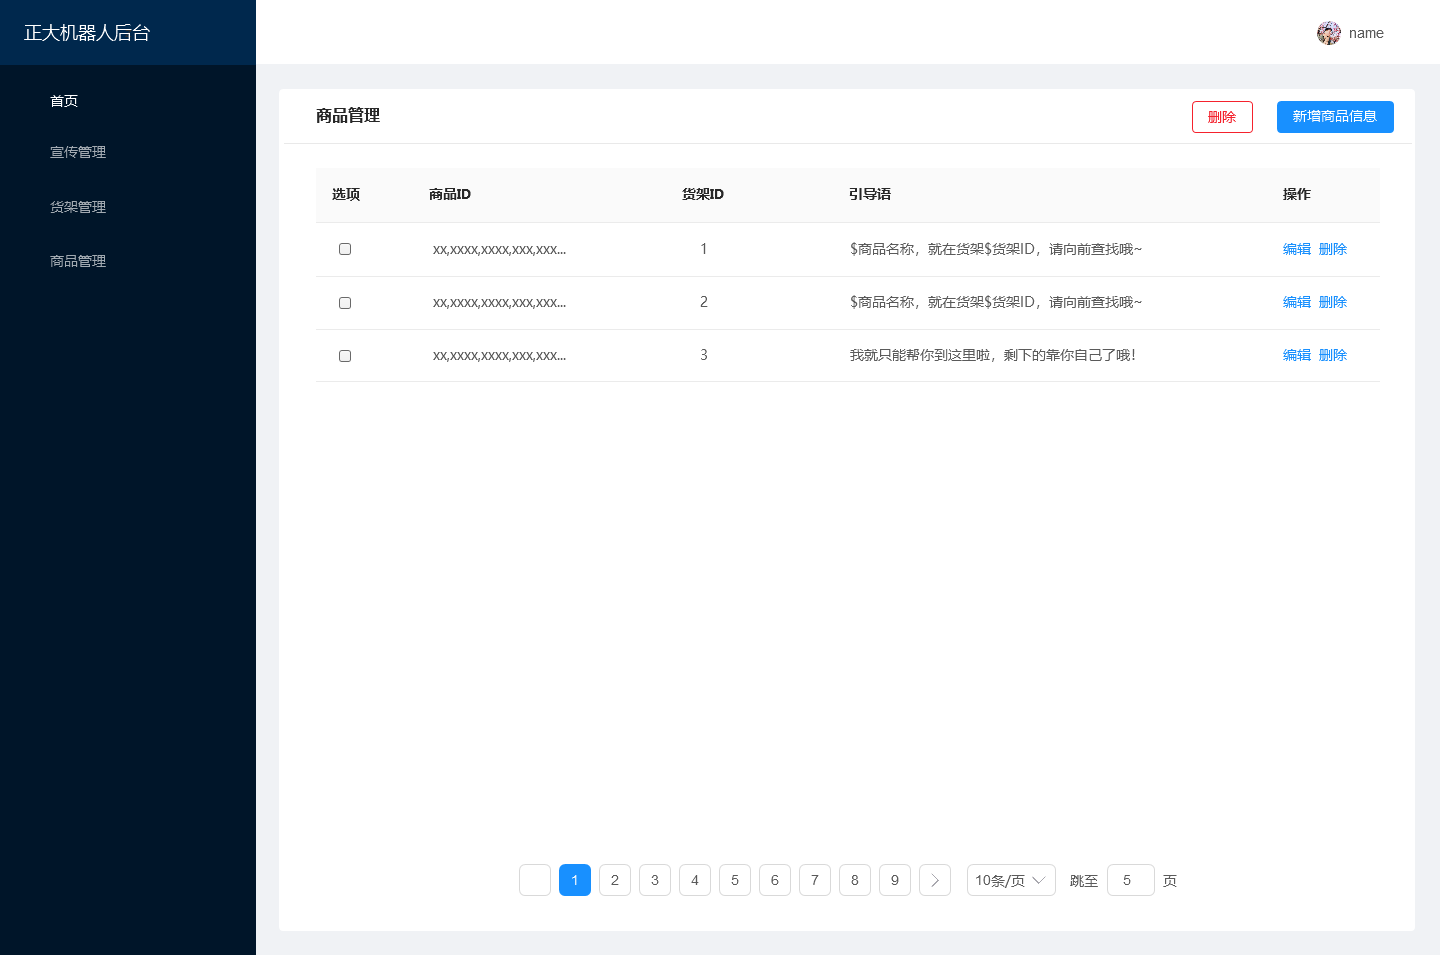 正大机器人后台
name
首页
宣传管理
货架管理
商品管理
商品管理
删除
新增商品信息
选项 商品ID 货架ID 引导语 操作
xx,xxxx,xxxx,xxx,xxx... 1 $商品名称，就在货架$货架ID，请向前查找哦~ 编辑 删除
xx,xxxx,xxxx,xxx,xxx... 2 $商品名称，就在货架$货架ID，请向前查找哦~ 编辑 删除
xx,xxxx,xxxx,xxx,xxx... 3 我就只能帮你到这里啦，剩下的靠你自己了哦！ 编辑 删除
1 2 3 4 5 6 7 8 9 10条/页 跳至 5 页